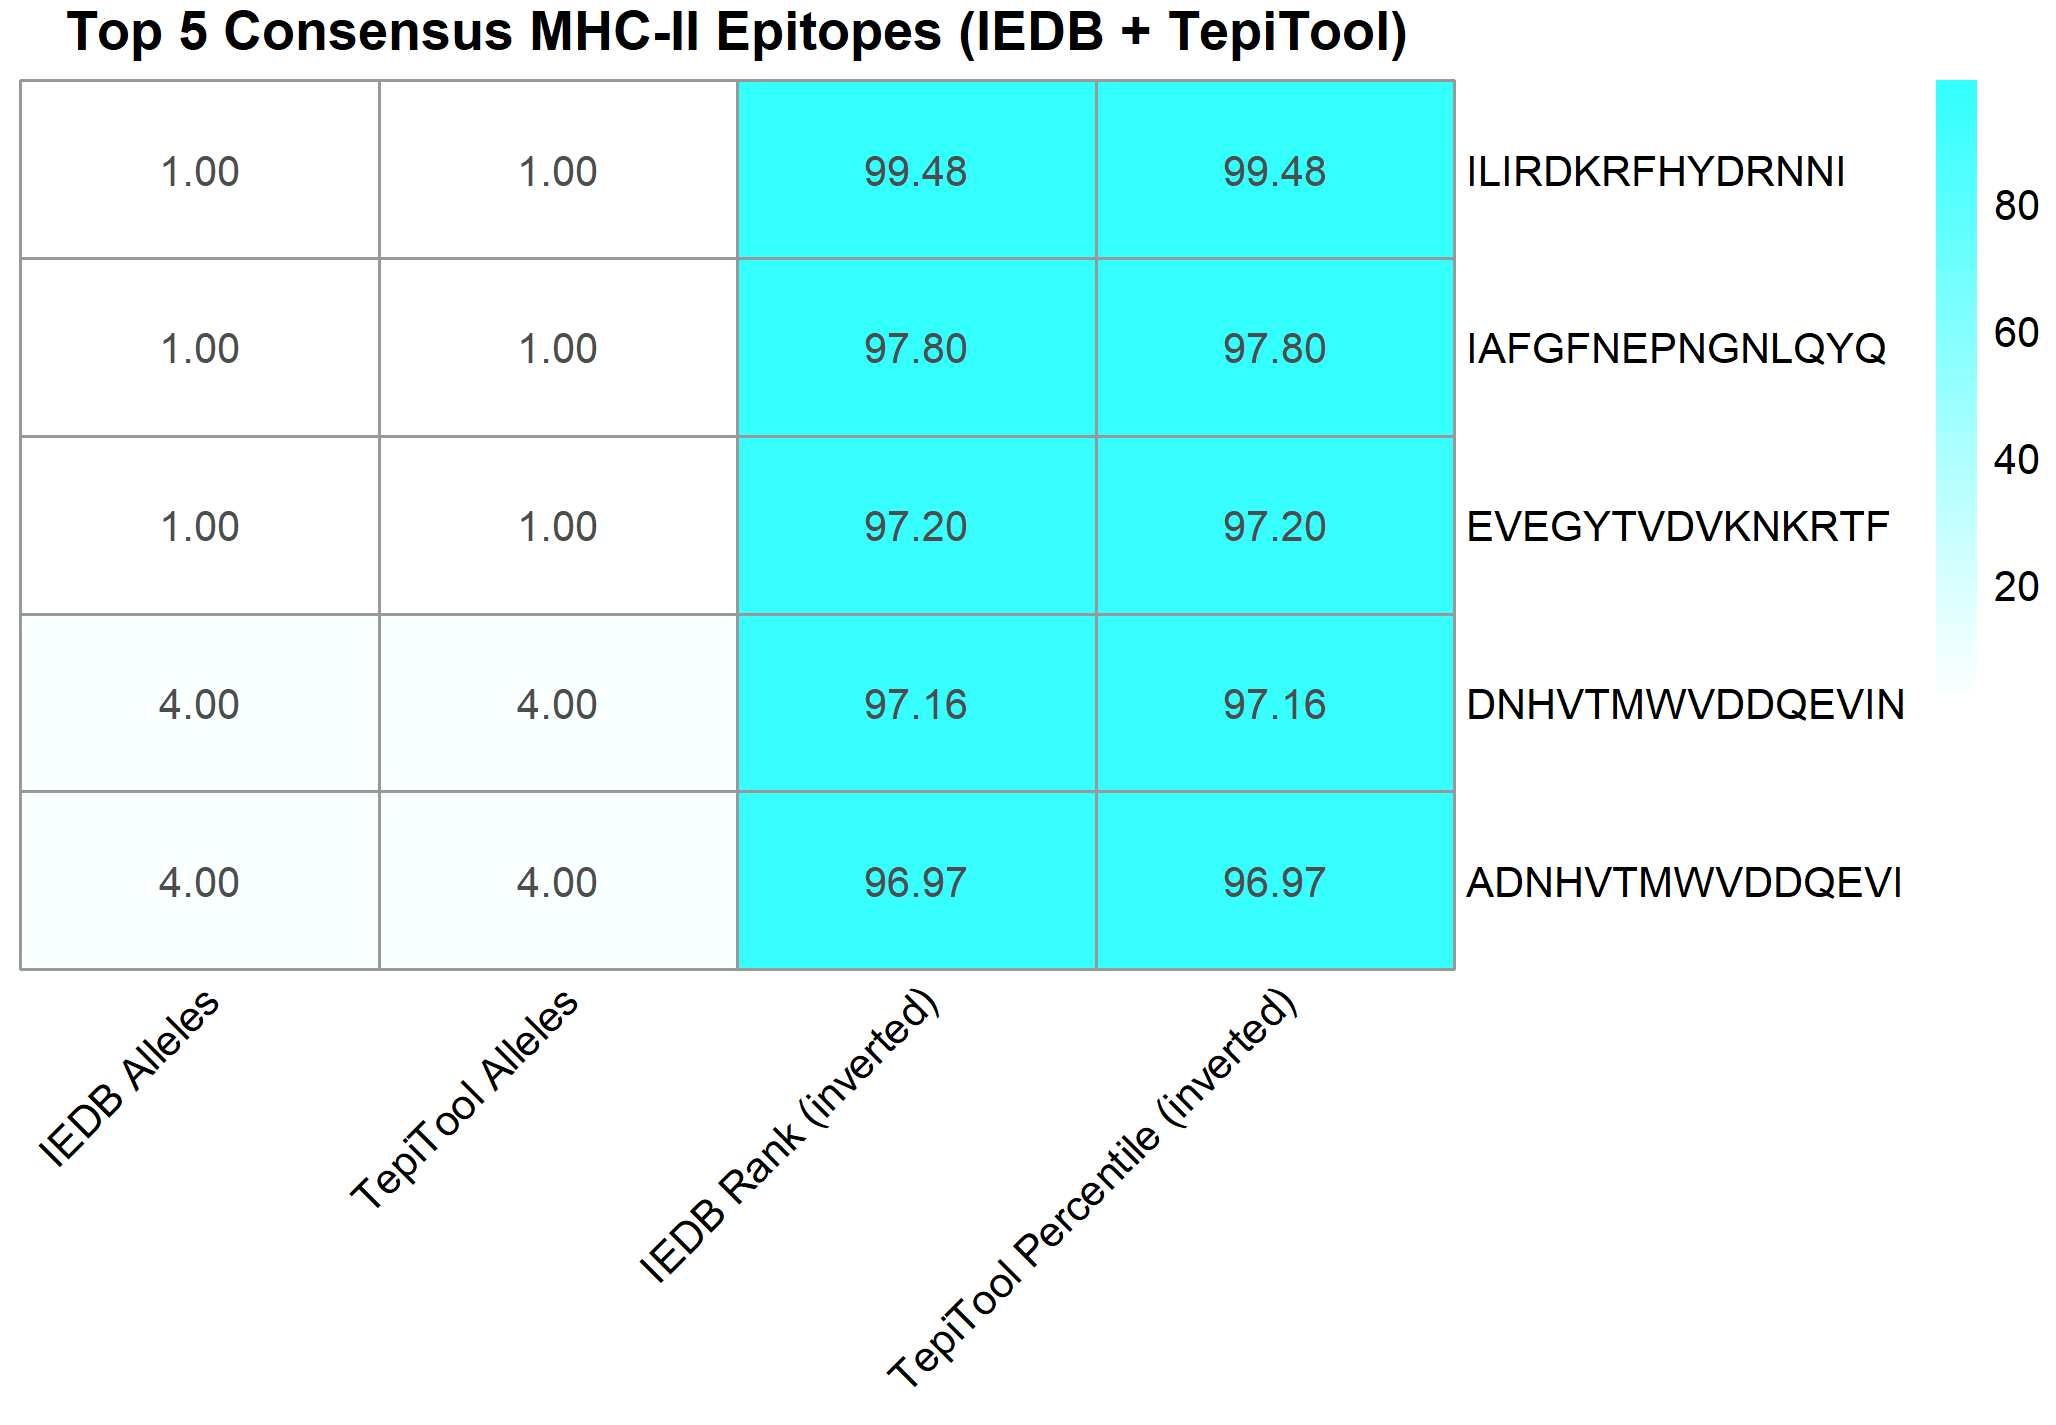 Top 5 Consensus MHC-II Epitopes (IEDB + TepiTool)
1.00 1.00 99.48 99.48 ILIRDKRFHYDRNNI
1.00 1.00 97.80 97.80 IAFGFNEPNGNLQYQ
1.00 1.00 97.20 97.20 EVEGYTVDVKNKRTF
4.00 4.00 97.16 97.16 DNHVTMWVDDQEVIN
4.00 4.00 96.97 96.97 ADNHVTMWVDDQEVI
80
60
40
20
IEDB Alleles
TepiTool Alleles
IEDB Rank (inverted)
TepiTool Percentile (inverted)